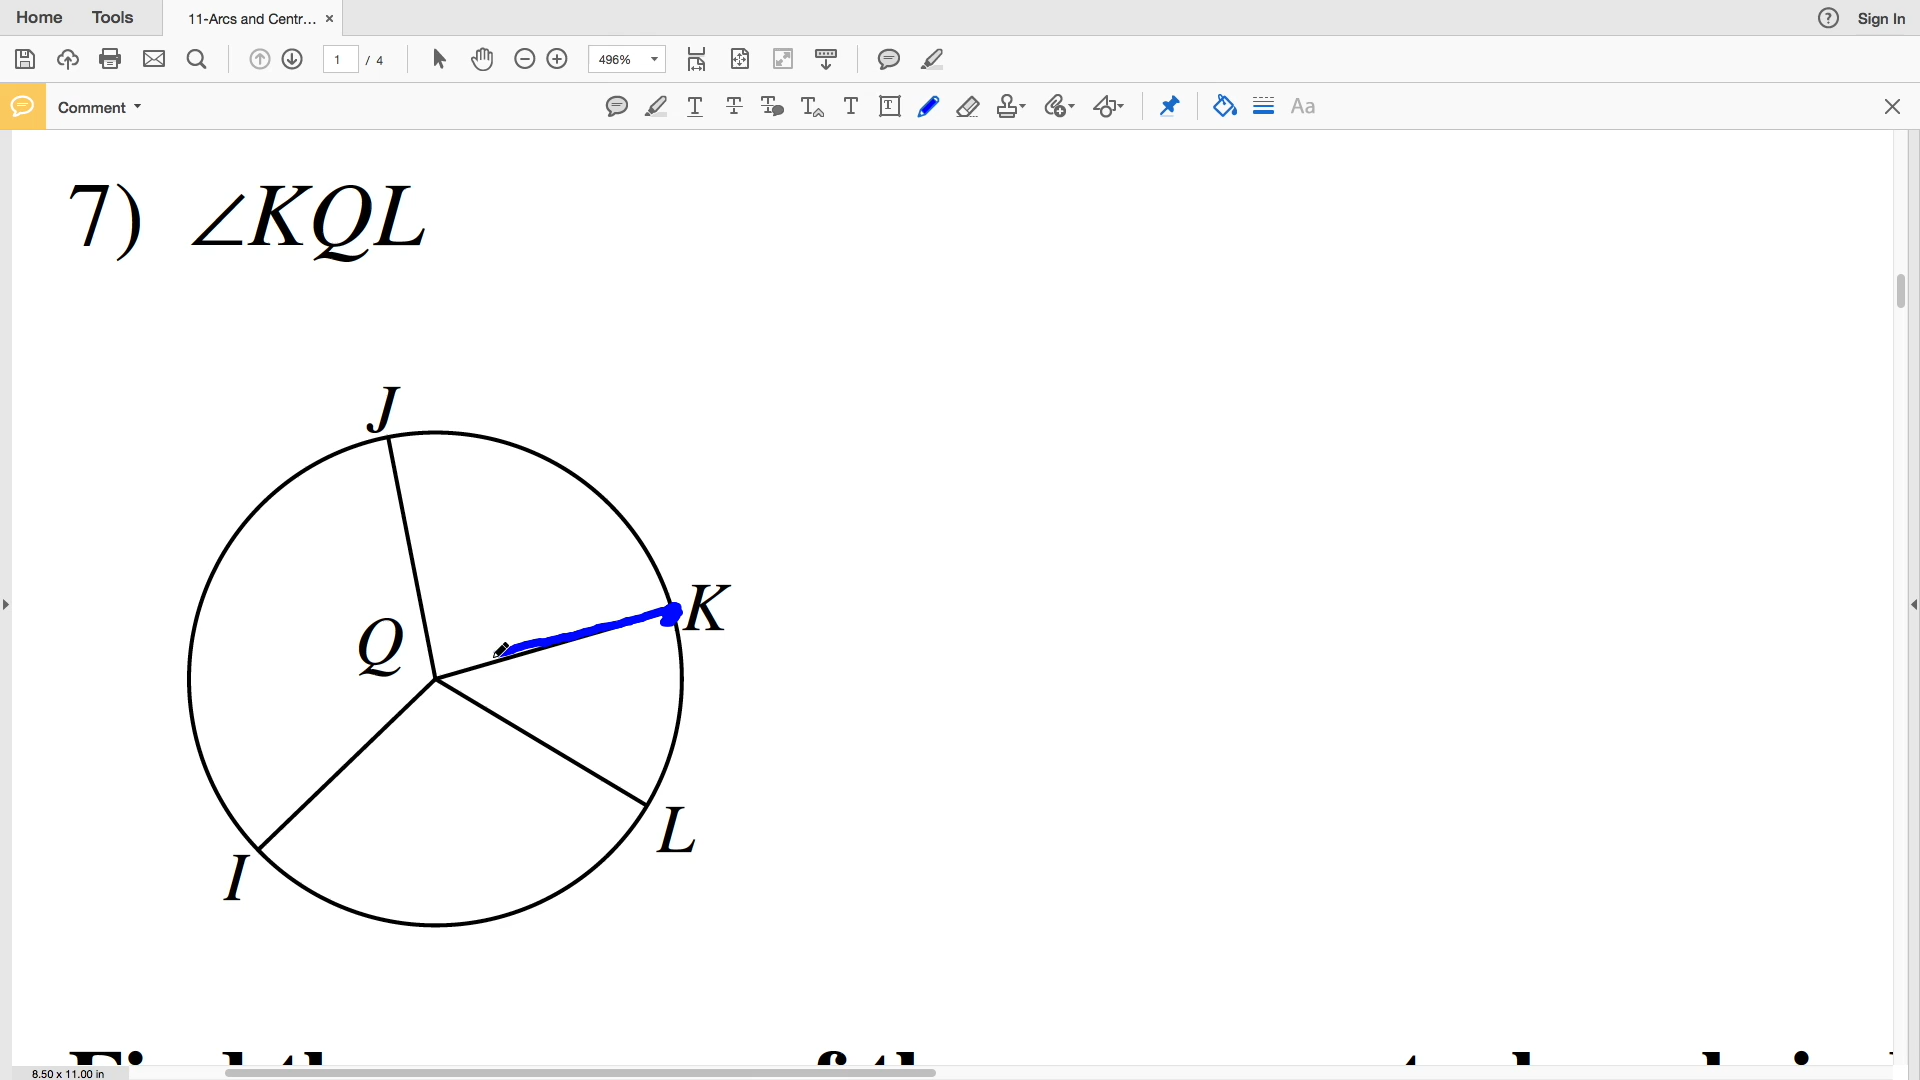 Home Tools 11-Arcs and Centr... × ? Sign In
1 / 4 496%
Comment T T T T T T Aa
7) ∠KQL
J
K
Q
L
I
8.50 x 11.00 in